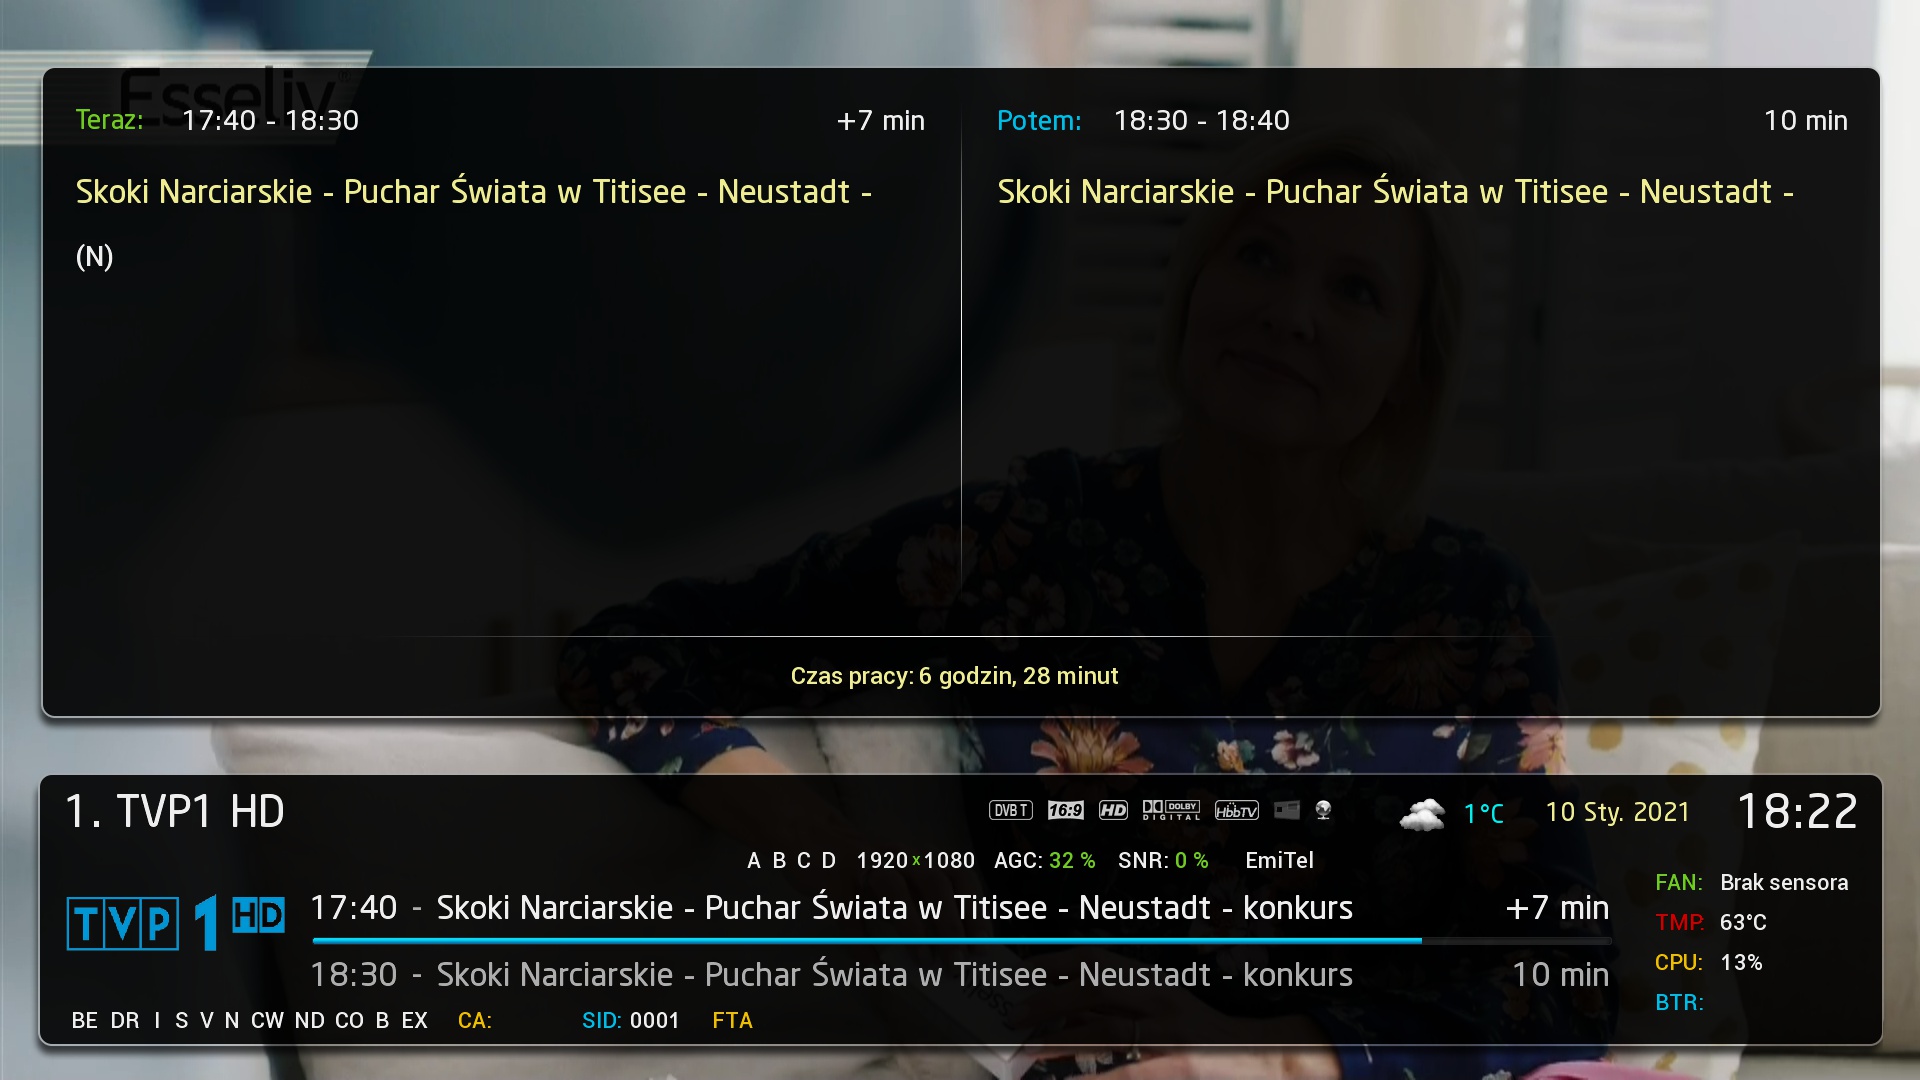 Esseliv
Teraz: 17:40 - 18:30 +7 min
Potem: 18:30 - 18:40 10 min
Skoki Narciarskie - Puchar Świata w Titisee - Neustadt -
Skoki Narciarskie - Puchar Świata w Titisee - Neustadt -
(N)
Czas pracy: 6 godzin, 28 minut
1. TVP1 HD
DVB T 16:9 HD DOLBY DIGITAL HbbTV 1°C 10 Sty. 2021 18:22
A B C D 1920x1080 AGC: 32 % SNR: 0 % EmiTel
TVP 1 HD
17:40 - Skoki Narciarskie - Puchar Świata w Titisee - Neustadt - konkurs +7 min
18:30 - Skoki Narciarskie - Puchar Świata w Titisee - Neustadt - konkurs 10 min
FAN: Brak sensora
TMP: 63°C
CPU: 13%
BTR:
BE DR I S V N CW ND CO B EX CA: SID: 0001 FTA